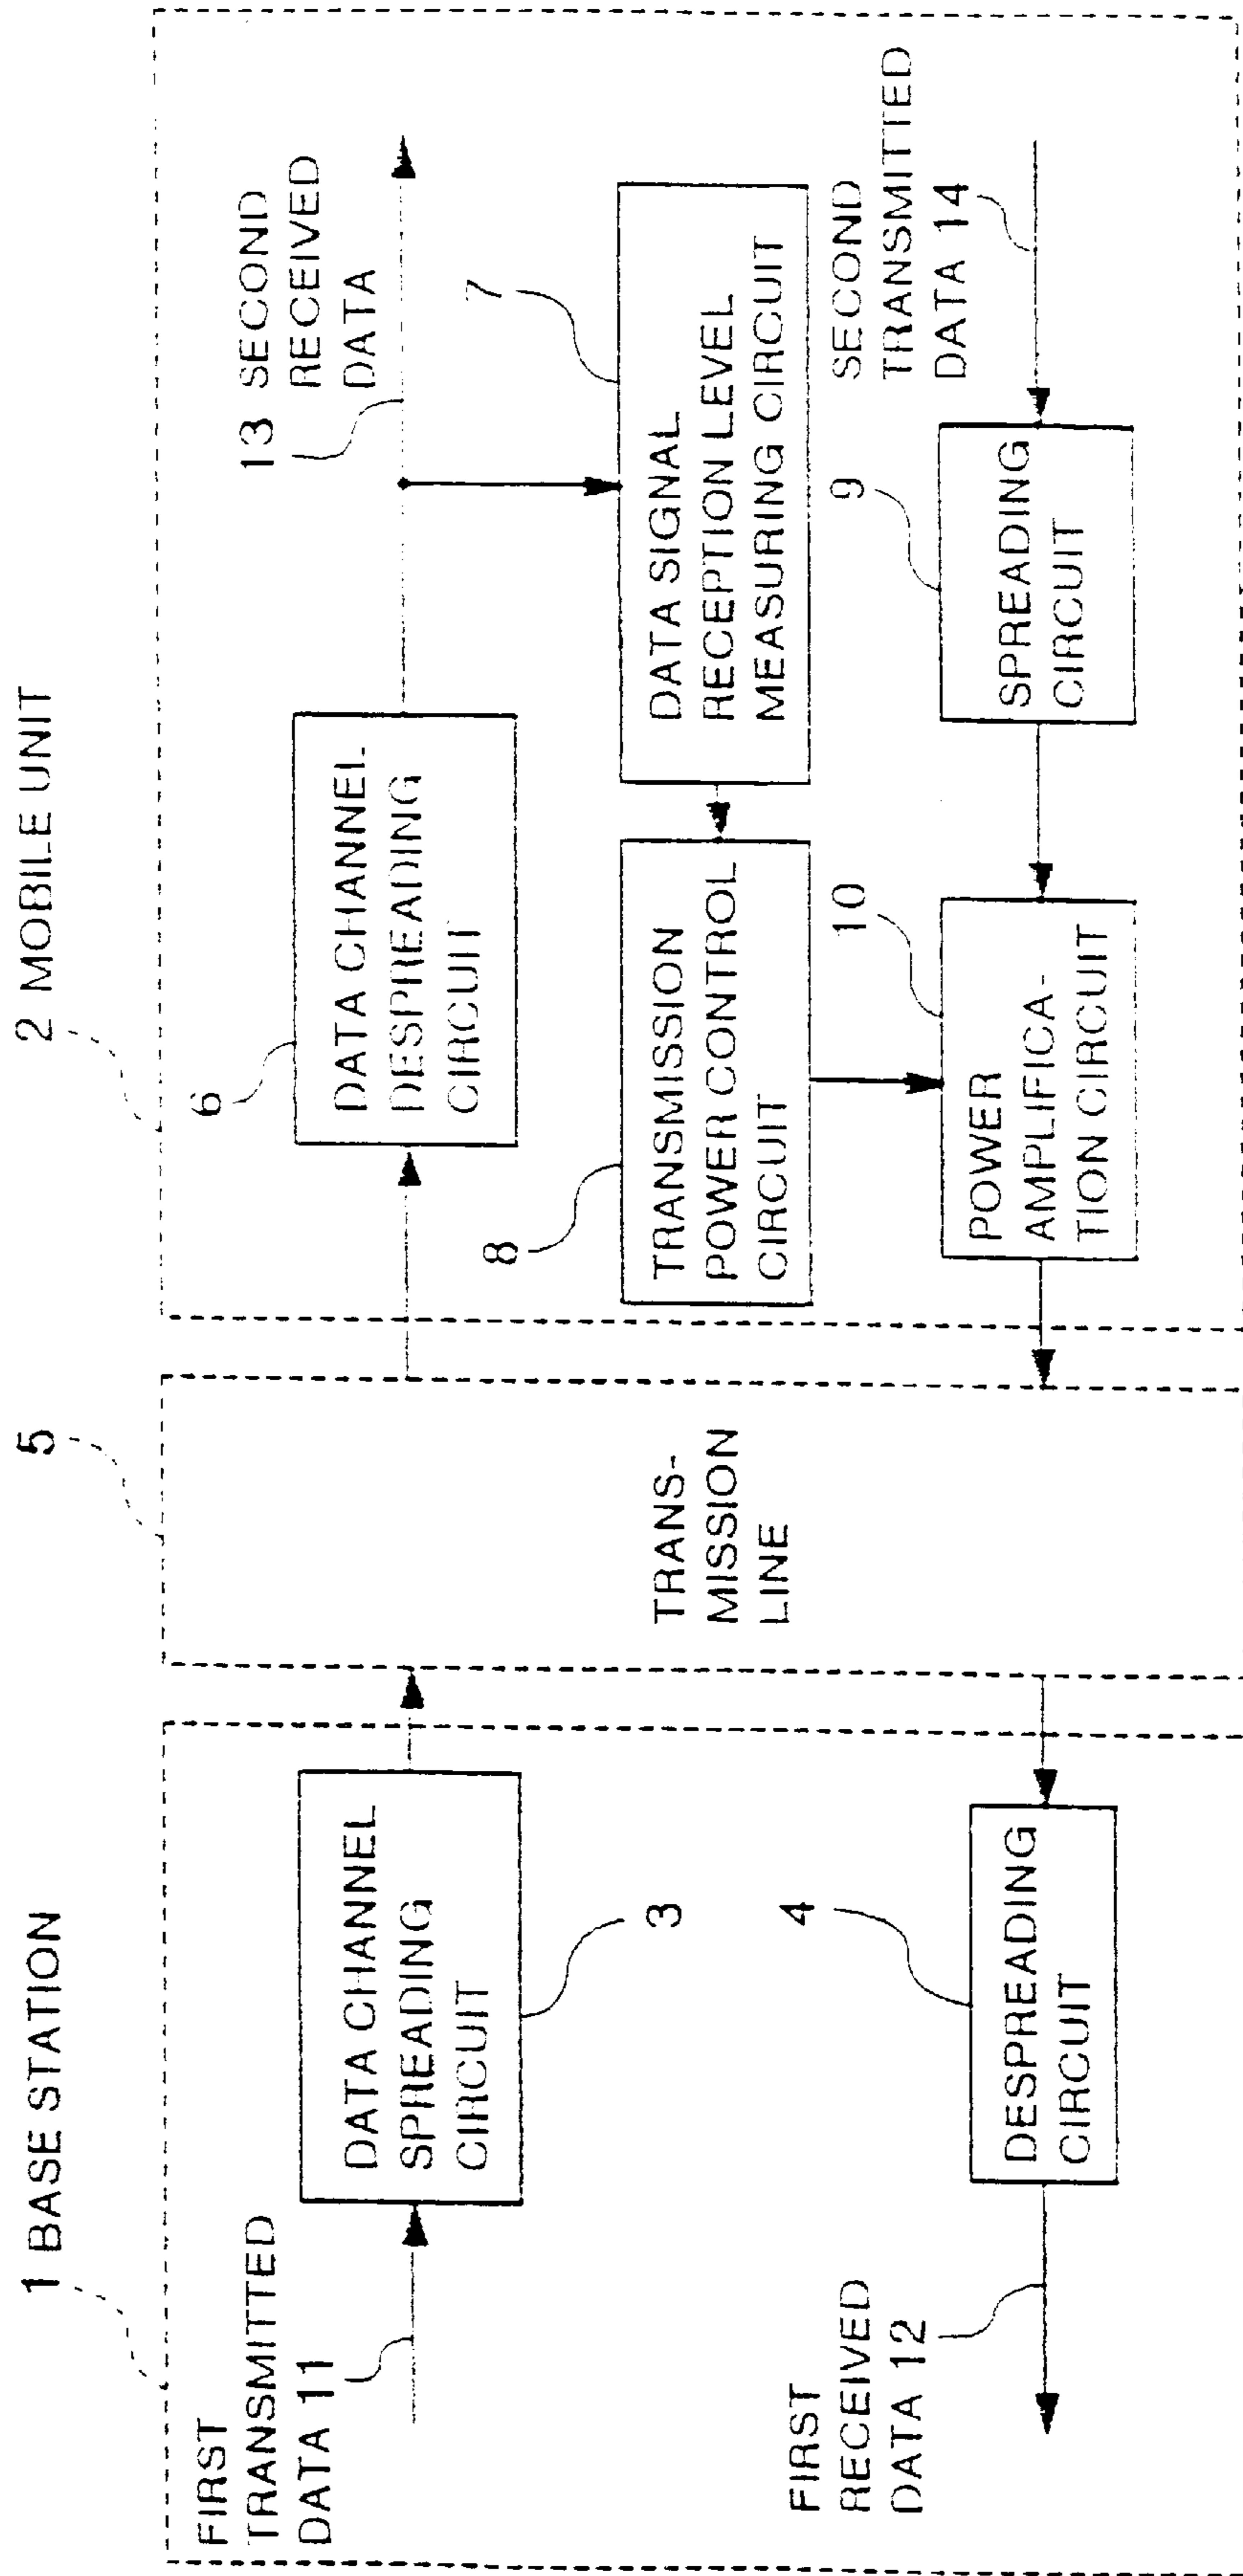 1 BASE STATION
5
2 MOBILE UNIT
FIRST
TRANSMITTED
DATA 11
DATA CHANNEL
SPREADING
CIRCUIT
3
FIRST
RECEIVED
DATA 12
4
DESPREADING
CIRCUIT
TRANS-
MISSION
LINE
6
DATA CHANNEL
DESPREADING
CIRCUIT
13 SECOND
RECEIVED
DATA
7
DATA SIGNAL
RECEPTION LEVEL
MEASURING CIRCUIT
8
TRANSMISSION
POWER CONTROL
CIRCUIT
10
POWER
AMPLIFICA-
TION CIRCUIT
9
SPREADING
CIRCUIT
SECOND
TRANSMITTED
DATA 14